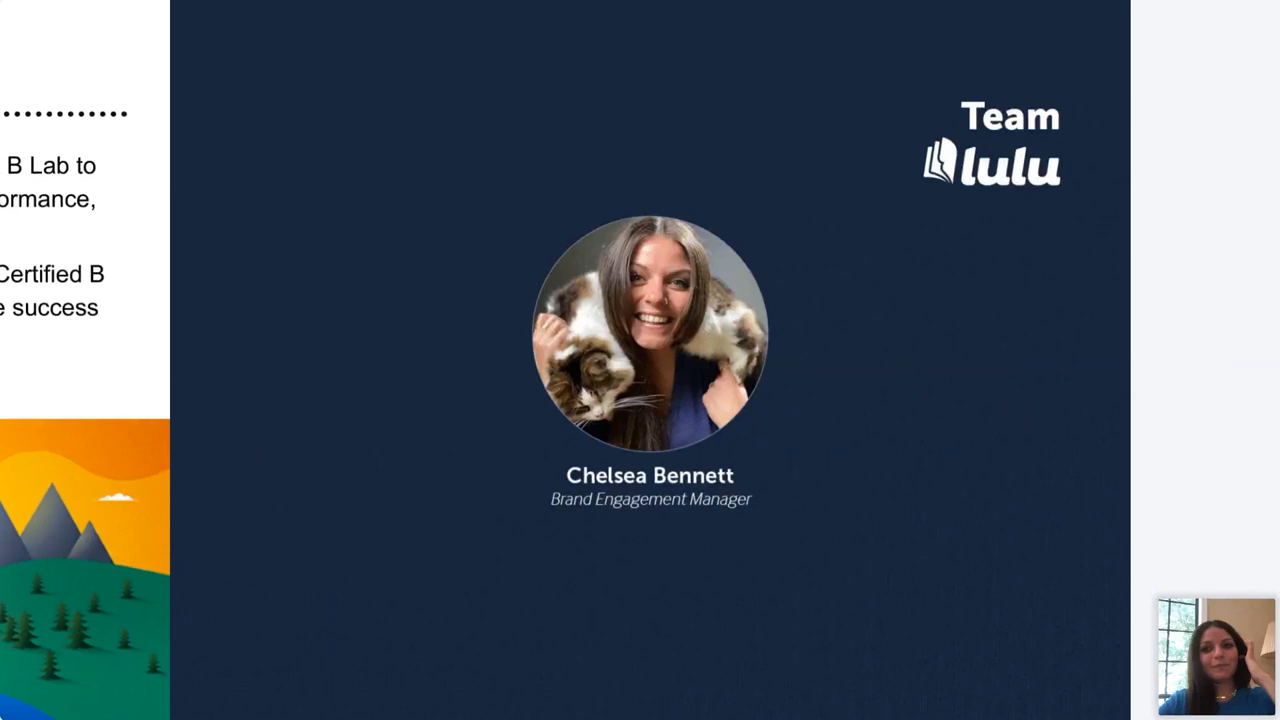 B Lab to
ormance,
Certified B
e success
Team
lulu
Chelsea Bennett
Brand Engagement Manager